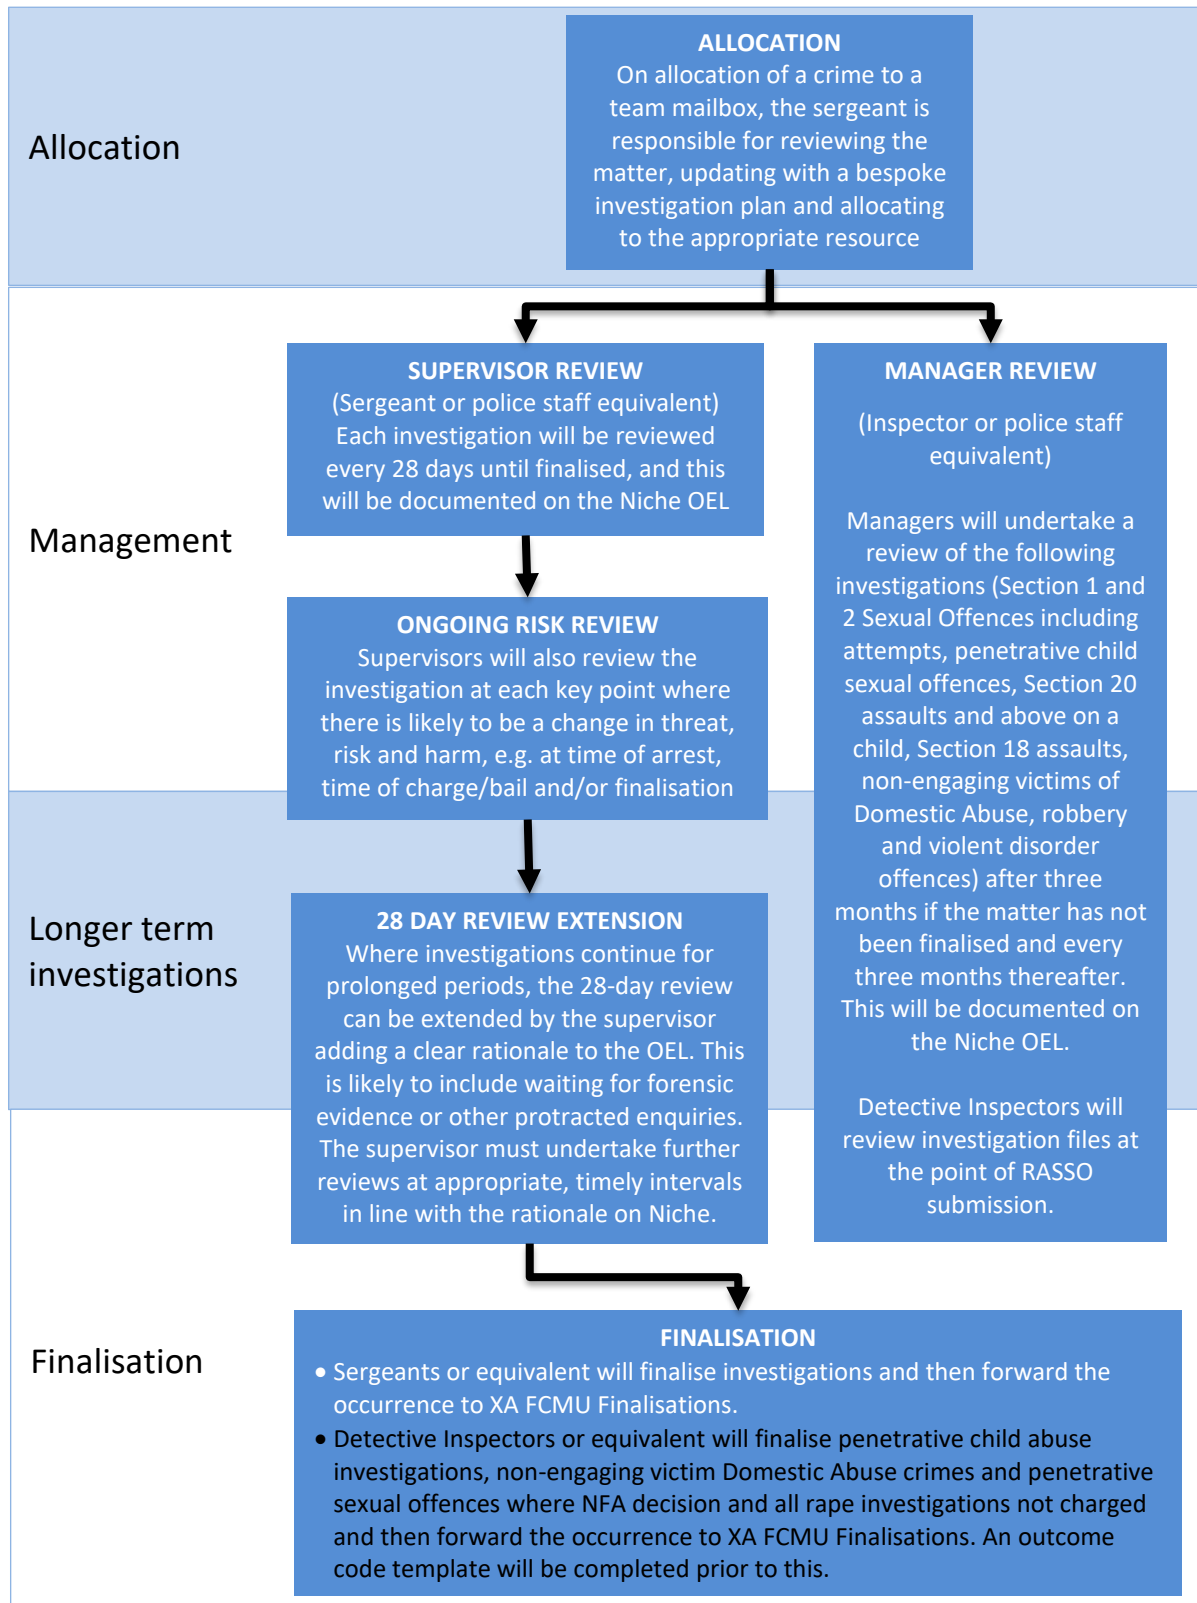 Allocation
ALLOCATION
On allocation of a crime to a
team mailbox, the sergeant is
responsible for reviewing the
matter, updating with a bespoke
investigation plan and allocating
to the appropriate resource
Management
SUPERVISOR REVIEW
(Sergeant or police staff equivalent)
Each investigation will be reviewed
every 28 days until finalised, and this
will be documented on the Niche OEL
ONGOING RISK REVIEW
Supervisors will also review the
investigation at each key point where
there is likely to be a change in threat,
risk and harm, e.g. at time of arrest,
time of charge/bail and/or finalisation
MANAGER REVIEW
(Inspector or police staff
equivalent)
Managers will undertake a
review of the following
investigations (Section 1 and
2 Sexual Offences including
attempts, penetrative child
sexual offences, Section 20
assaults and above on a
child, Section 18 assaults,
non-engaging victims of
Domestic Abuse, robbery
and violent disorder
offences) after three
months if the matter has not
been finalised and every
three months thereafter.
This will be documented on
the Niche OEL.
Detective Inspectors will
review investigation files at
the point of RASSO
submission.
Longer term
investigations
28 DAY REVIEW EXTENSION
Where investigations continue for
prolonged periods, the 28-day review
can be extended by the supervisor
adding a clear rationale to the OEL. This
is likely to include waiting for forensic
evidence or other protracted enquiries.
The supervisor must undertake further
reviews at appropriate, timely intervals
in line with the rationale on Niche.
Finalisation
FINALISATION
• Sergeants or equivalent will finalise investigations and then forward the
occurrence to XA FCMU Finalisations.
• Detective Inspectors or equivalent will finalise penetrative child abuse
investigations, non-engaging victim Domestic Abuse crimes and penetrative
sexual offences where NFA decision and all rape investigations not charged
and then forward the occurrence to XA FCMU Finalisations. An outcome
code template will be completed prior to this.